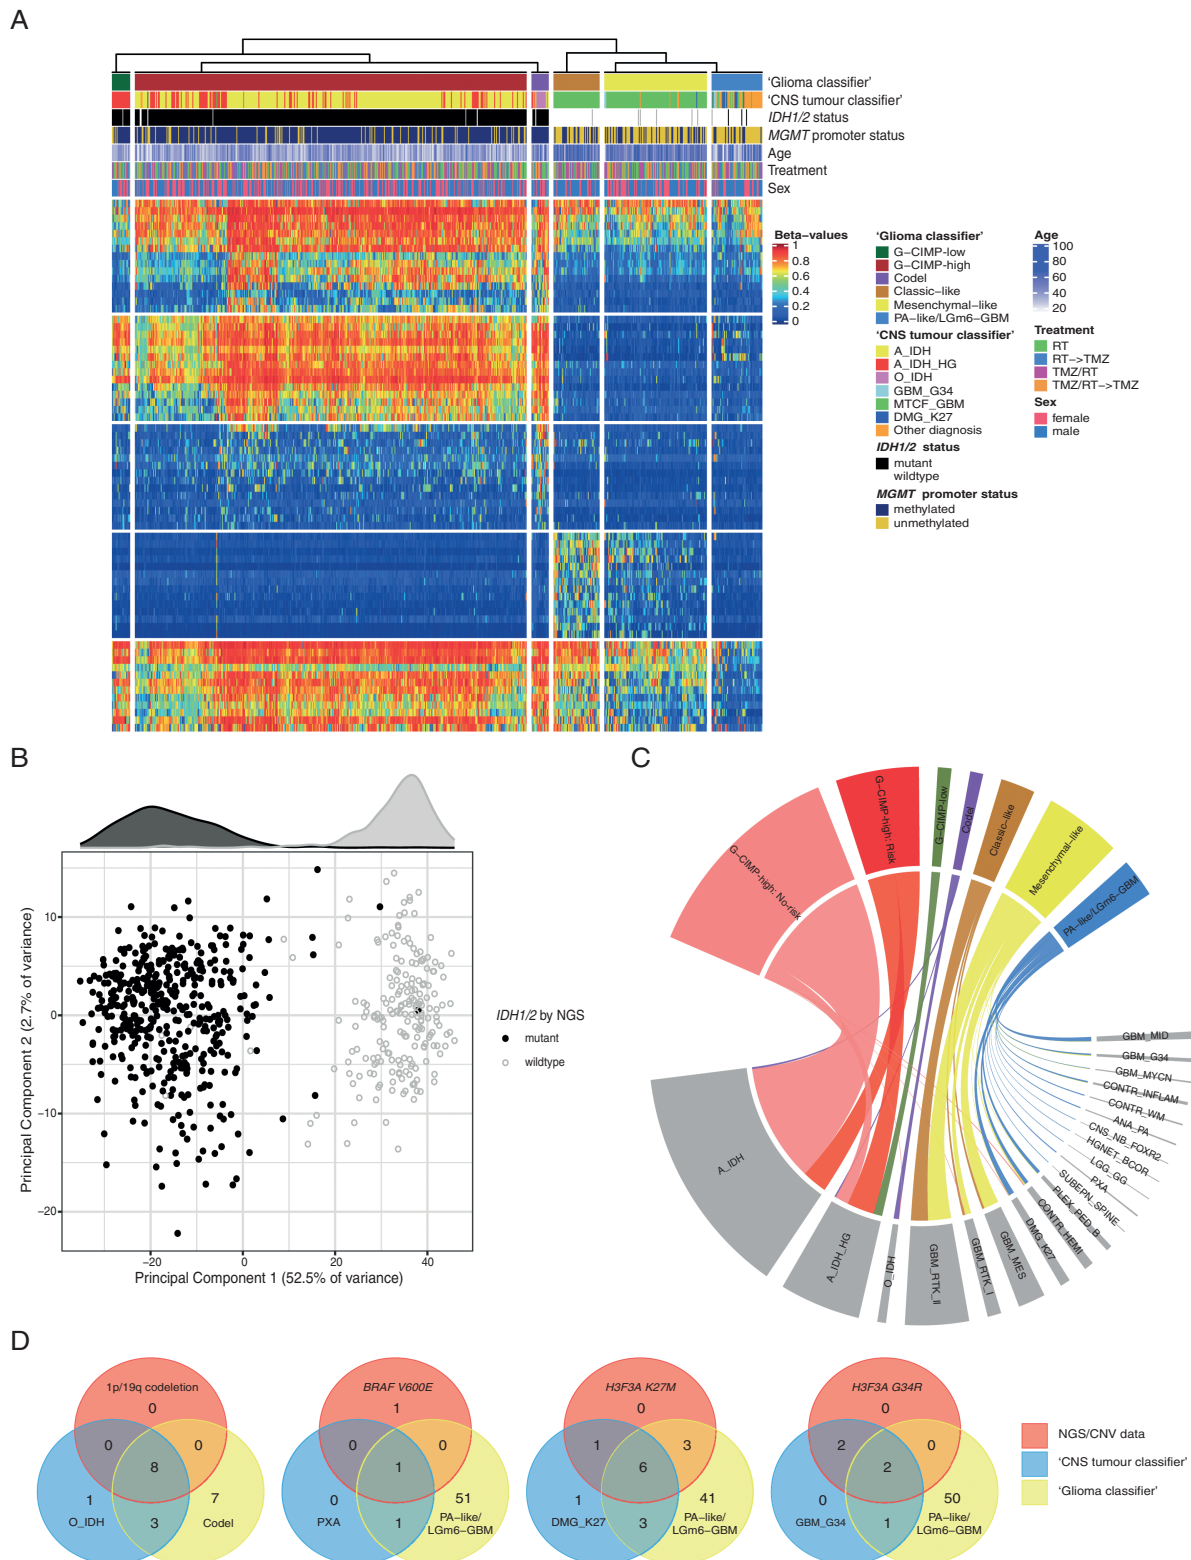 A
'Glioma classifier'
'CNS tumour classifier'
IDH1/2 status
MGMT promoter status
Age
Treatment
Sex
Beta-values
1
0.8
0.6
0.4
0.2
0
'Glioma classifier'
G-CIMP-low
G-CIMP-high
Codel
Classic-like
Mesenchymal-like
PA-like/LGm6-GBM
'CNS tumour classifier'
A_IDH
A_IDH_HG
O_IDH
GBM_G34
MTCF_GBM
DMG_K27
Other diagnosis
IDH1/2 status
mutant
wildtype
MGMT promoter status
methylated
unmethylated
Age
100
80
60
40
20
Treatment
RT
RT->TMZ
TMZ/RT
TMZ/RT->TMZ
Sex
female
male
B
10
0
-10
-20
Principal Component 2 (2.7% of variance)
-20
0
20
40
Principal Component 1 (52.5% of variance)
IDH1/2 by NGS
mutant
wildtype
C
G-CIMP-high: No-risk
G-CIMP-high: Risk
G-CIMP-low
Codel
Classic-like
Mesenchymal-like
PA-like/LGm6-GBM
GBM_MID
GBM_G34
GBM_MYCN
CONTR_INFLAM
CONTR_WM
ANA_PA
CNS_NB_FOXR2
HGNET_BCOR
LGG_GG
PXA
SUBEPN_SPINE
PLEX_PED_B
CONTR_HEMI
DMG_K27
GBM_MES
GBM_RTK_I
GBM_RTK_II
O_IDH
A_IDH_HG
A_IDH
D
1p/19q codeletion
0
0
0
8
1
7
O_IDH
3
Codel
BRAF V600E
1
0
0
1
0
51
PXA
1
PA-like/
LGm6-GBM
H3F3A K27M
0
1
3
6
1
41
DMG_K27
3
PA-like/
LGm6-GBM
H3F3A G34R
0
2
0
2
0
50
GBM_G34
1
PA-like/
LGm6-GBM
NGS/CNV data
'CNS tumour classifier'
'Glioma classifier'